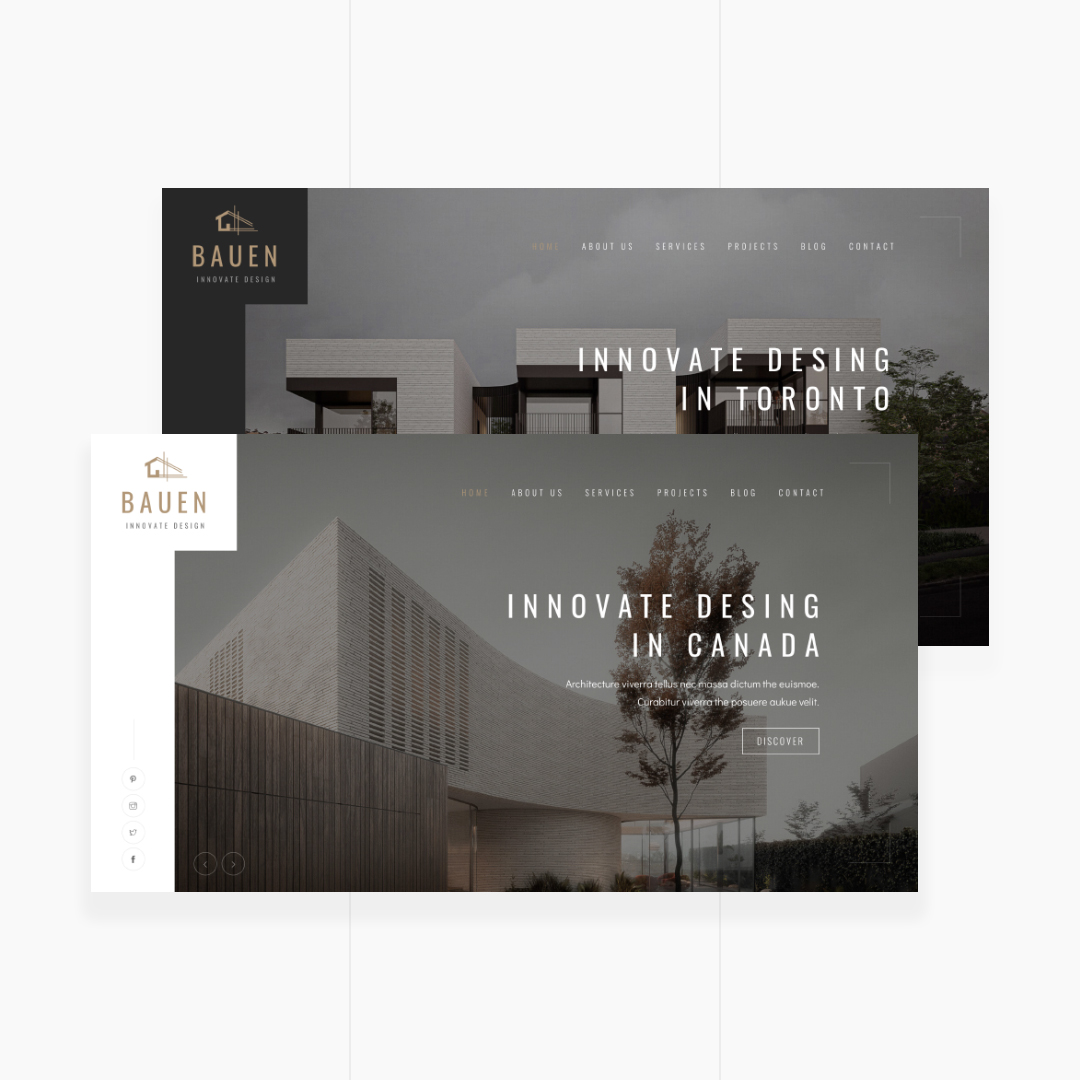 BAUEN
INNOVATE DESIGN
HOME ABOUT US SERVICES PROJECTS BLOG CONTACT
INNOVATE DESING
IN TORONTO
BAUEN
INNOVATE DESIGN
HOME ABOUT US SERVICES PROJECTS BLOG CONTACT
INNOVATE DESING
IN CANADA
Architecture viverra tellus nec massa dictum the euismoe.
Curabitur viverra the posuere aukue velit.
DISCOVER